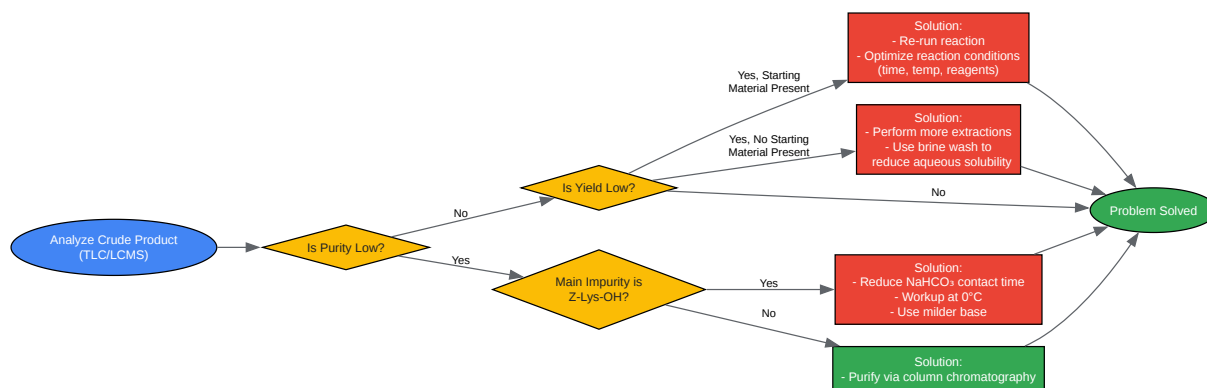 Analyze Crude Product
(TLC/LCMS)
Is Purity Low?
No
Yes
Is Yield Low?
Main Impurity is
Z-Lys-OH?
Yes, Starting
Material Present
Yes, No Starting
Material Present
No
Yes
No
Solution:
- Re-run reaction
- Optimize reaction conditions
(time, temp, reagents)
Solution:
- Perform more extractions
- Use brine wash to
reduce aqueous solubility
Solution:
- Reduce NaHCO₃ contact time
- Workup at 0°C
- Use milder base
Solution:
- Purify via column chromatography
Problem Solved